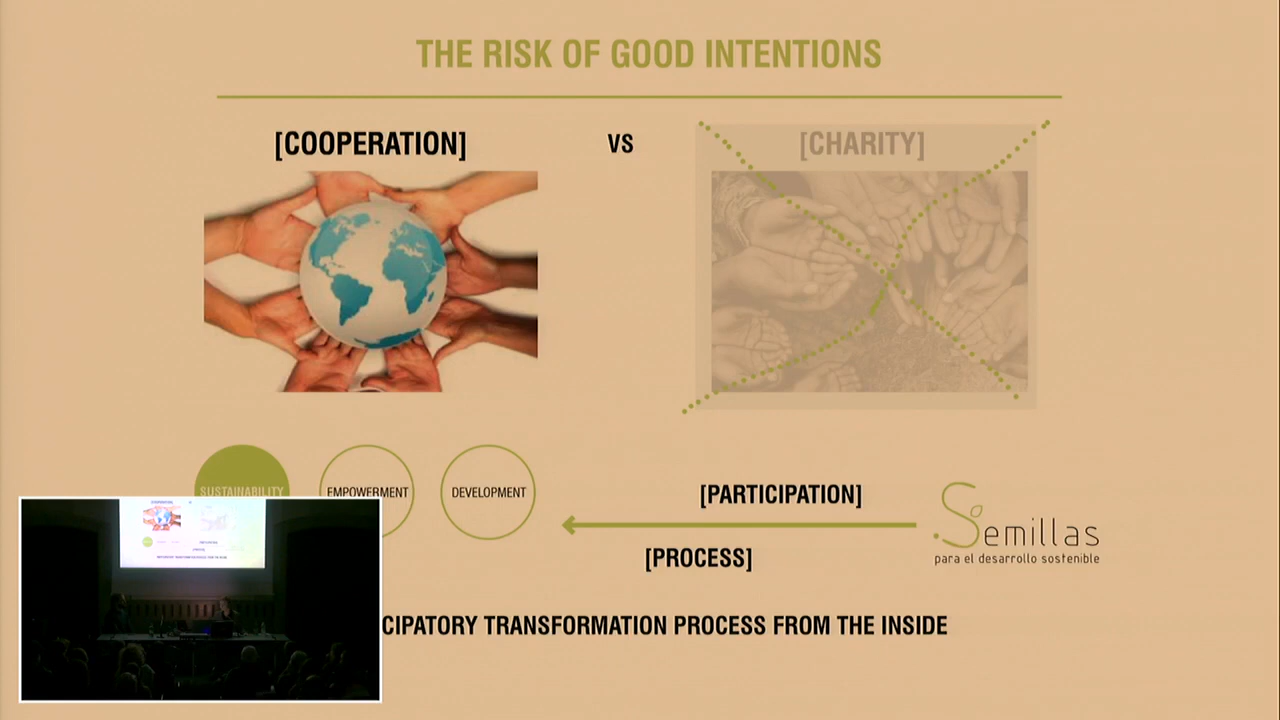 THE RISK OF GOOD INTENTIONS
[COOPERATION]
VS
[CHARITY]
SUSTAINABILITY
EMPOWERMENT
DEVELOPMENT
[PARTICIPATION]
[PROCESS]
Semillas
para el desarrollo sostenible
CIPATORY TRANSFORMATION PROCESS FROM THE INSIDE